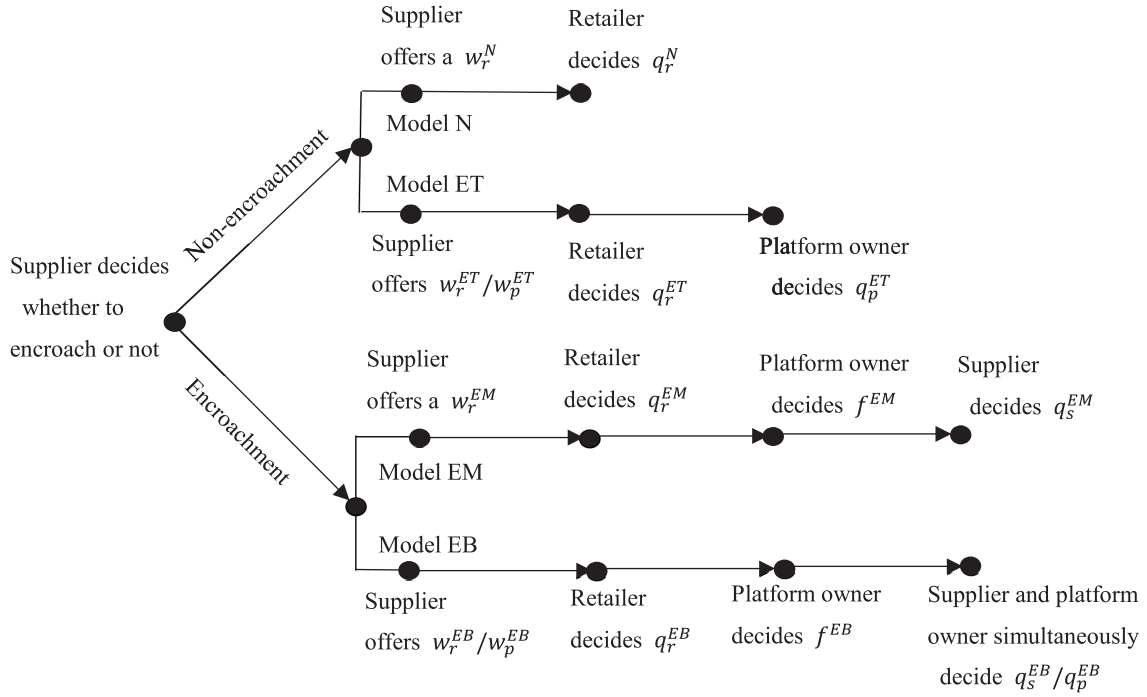 Supplier decides
whether to
encroach or not
Non-encroachment
Encroachment
Supplier
offers a $w_r^N$
Retailer
decides $q_r^N$
Model N
Model ET
Supplier
offers $w_r^{ET}/w_p^{ET}$
Retailer
decides $q_r^{ET}$
Platform owner
decides $q_p^{ET}$
Supplier
offers a $w_r^{EM}$
Retailer
decides $q_r^{EM}$
Platform owner
decides $f^{EM}$
Supplier
decides $q_s^{EM}$
Model EM
Model EB
Supplier
offers $w_r^{EB}/w_p^{EB}$
Retailer
decides $q_r^{EB}$
Platform owner
decides $f^{EB}$
Supplier and platform
owner simultaneously
decide $q_s^{EB}/q_p^{EB}$